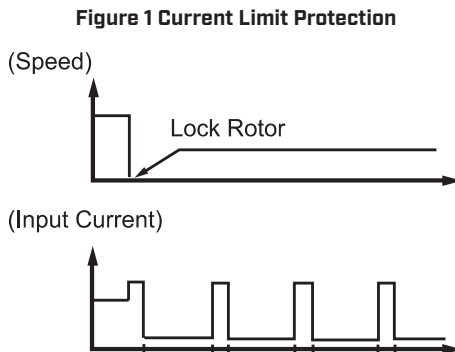 Figure 1 Current Limit Protection
(Speed)
Lock Rotor
(Input Current)